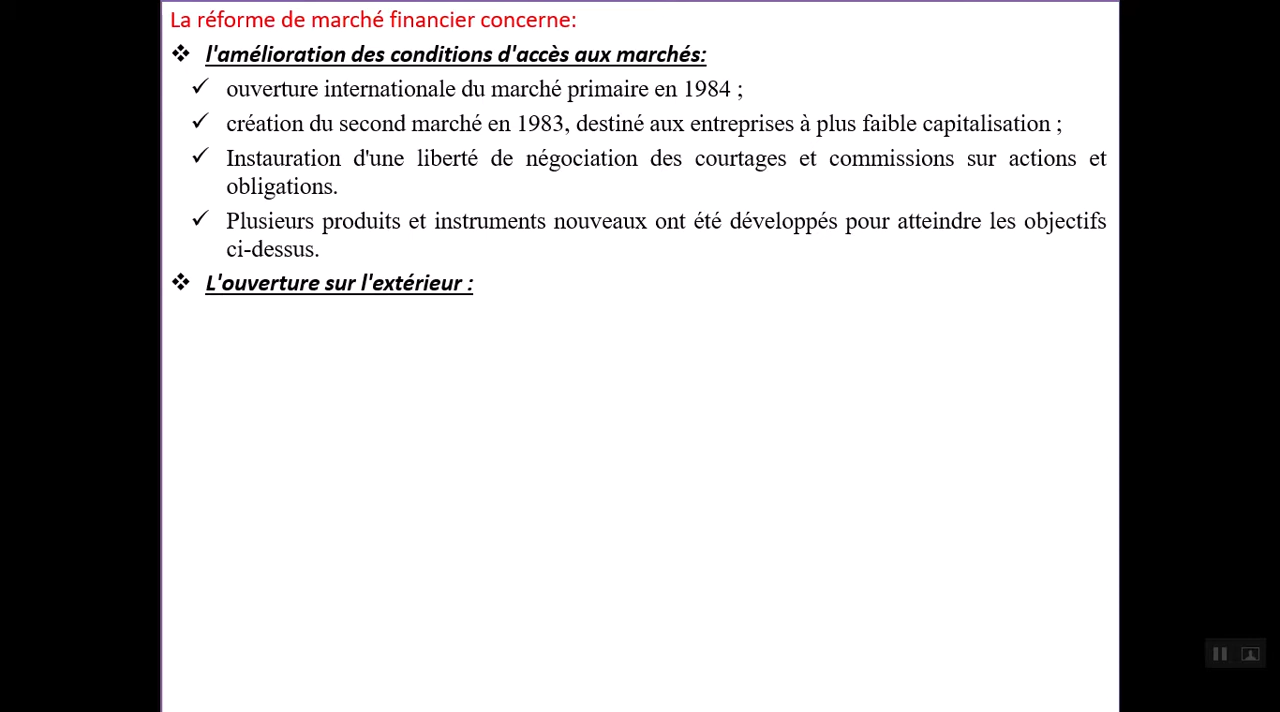 La réforme de marché financier concerne:
❖ l'amélioration des conditions d'accès aux marchés:
✓ ouverture internationale du marché primaire en 1984 ;
✓ création du second marché en 1983, destiné aux entreprises à plus faible capitalisation ;
✓ Instauration d'une liberté de négociation des courtages et commissions sur actions et
obligations.
✓ Plusieurs produits et instruments nouveaux ont été développés pour atteindre les objectifs
ci-dessus.
❖ L'ouverture sur l'extérieur :